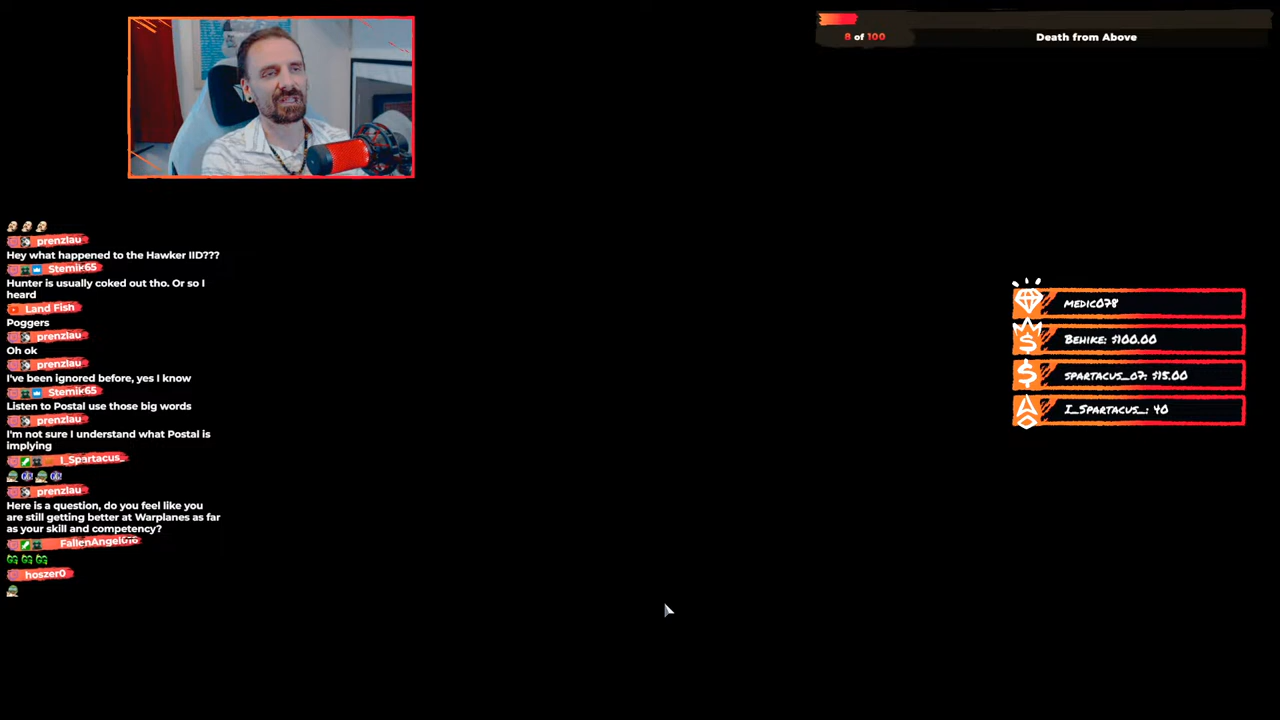 8 of 100
Death from Above
prenzlau
Hey what happened to the Hawker IID???
Stemik65
Hunter is usually coked out tho. Or so I
heard
Land Fish
Poggers
prenzlau
Oh ok
prenzlau
I've been ignored before, yes I know
Stemik65
Listen to Postal use those big words
prenzlau
I'm not sure I understand what Postal is
implying
I_Spartacus_
prenzlau
Here is a question, do you feel like you
are still getting better at Warplanes as far
as your skill and competency?
FallenAngel616
hoszer0
medic078
Behike: $100.00
spartacus_07: $15.00
I_Spartacus_: 40